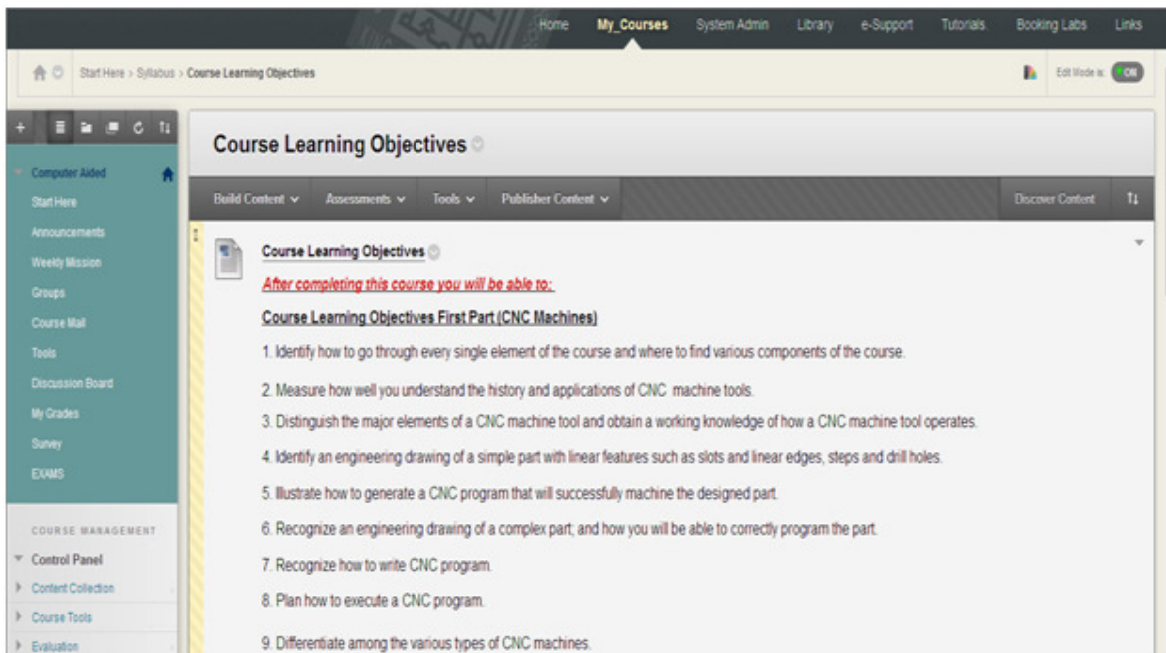 Home My_Courses System Admin Library e-Support Tutorials Booking Labs Links
Start Here > Syllabus > Course Learning Objectives
Edit Mode is: ON
Computer Aided
Start Here
Announcements
Weekly Mission
Groups
Course Mail
Tools
Discussion Board
My Grades
Survey
EXAMS
COURSE MANAGEMENT
Control Panel
Content Collection
Course Tools
Evaluation
Course Learning Objectives
Build Content Assessments Tools Publisher Content Discover Content
Course Learning Objectives
After completing this course you will be able to:
Course Learning Objectives First Part (CNC Machines)
1. Identify how to go through every single element of the course and where to find various components of the course.
2. Measure how well you understand the history and applications of CNC machine tools.
3. Distinguish the major elements of a CNC machine tool and obtain a working knowledge of how a CNC machine tool operates.
4. Identify an engineering drawing of a simple part with linear features such as slots and linear edges, steps and drill holes.
5. Illustrate how to generate a CNC program that will successfully machine the designed part.
6. Recognize an engineering drawing of a complex part; and how you will be able to correctly program the part.
7. Recognize how to write CNC program.
8. Plan how to execute a CNC program.
9. Differentiate among the various types of CNC machines.